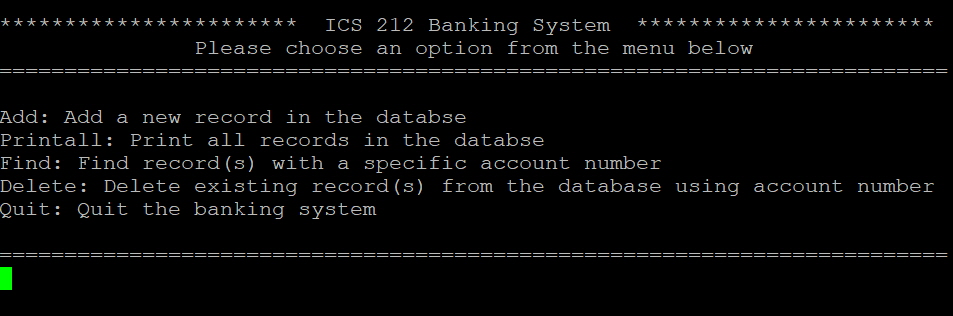 ***********************  ICS 212 Banking System  ***********************
Please choose an option from the menu below
=========================================================================
Add: Add a new record in the databse
Printall: Print all records in the databse
Find: Find record(s) with a specific account number
Delete: Delete existing record(s) from the database using account number
Quit: Quit the banking system
=========================================================================